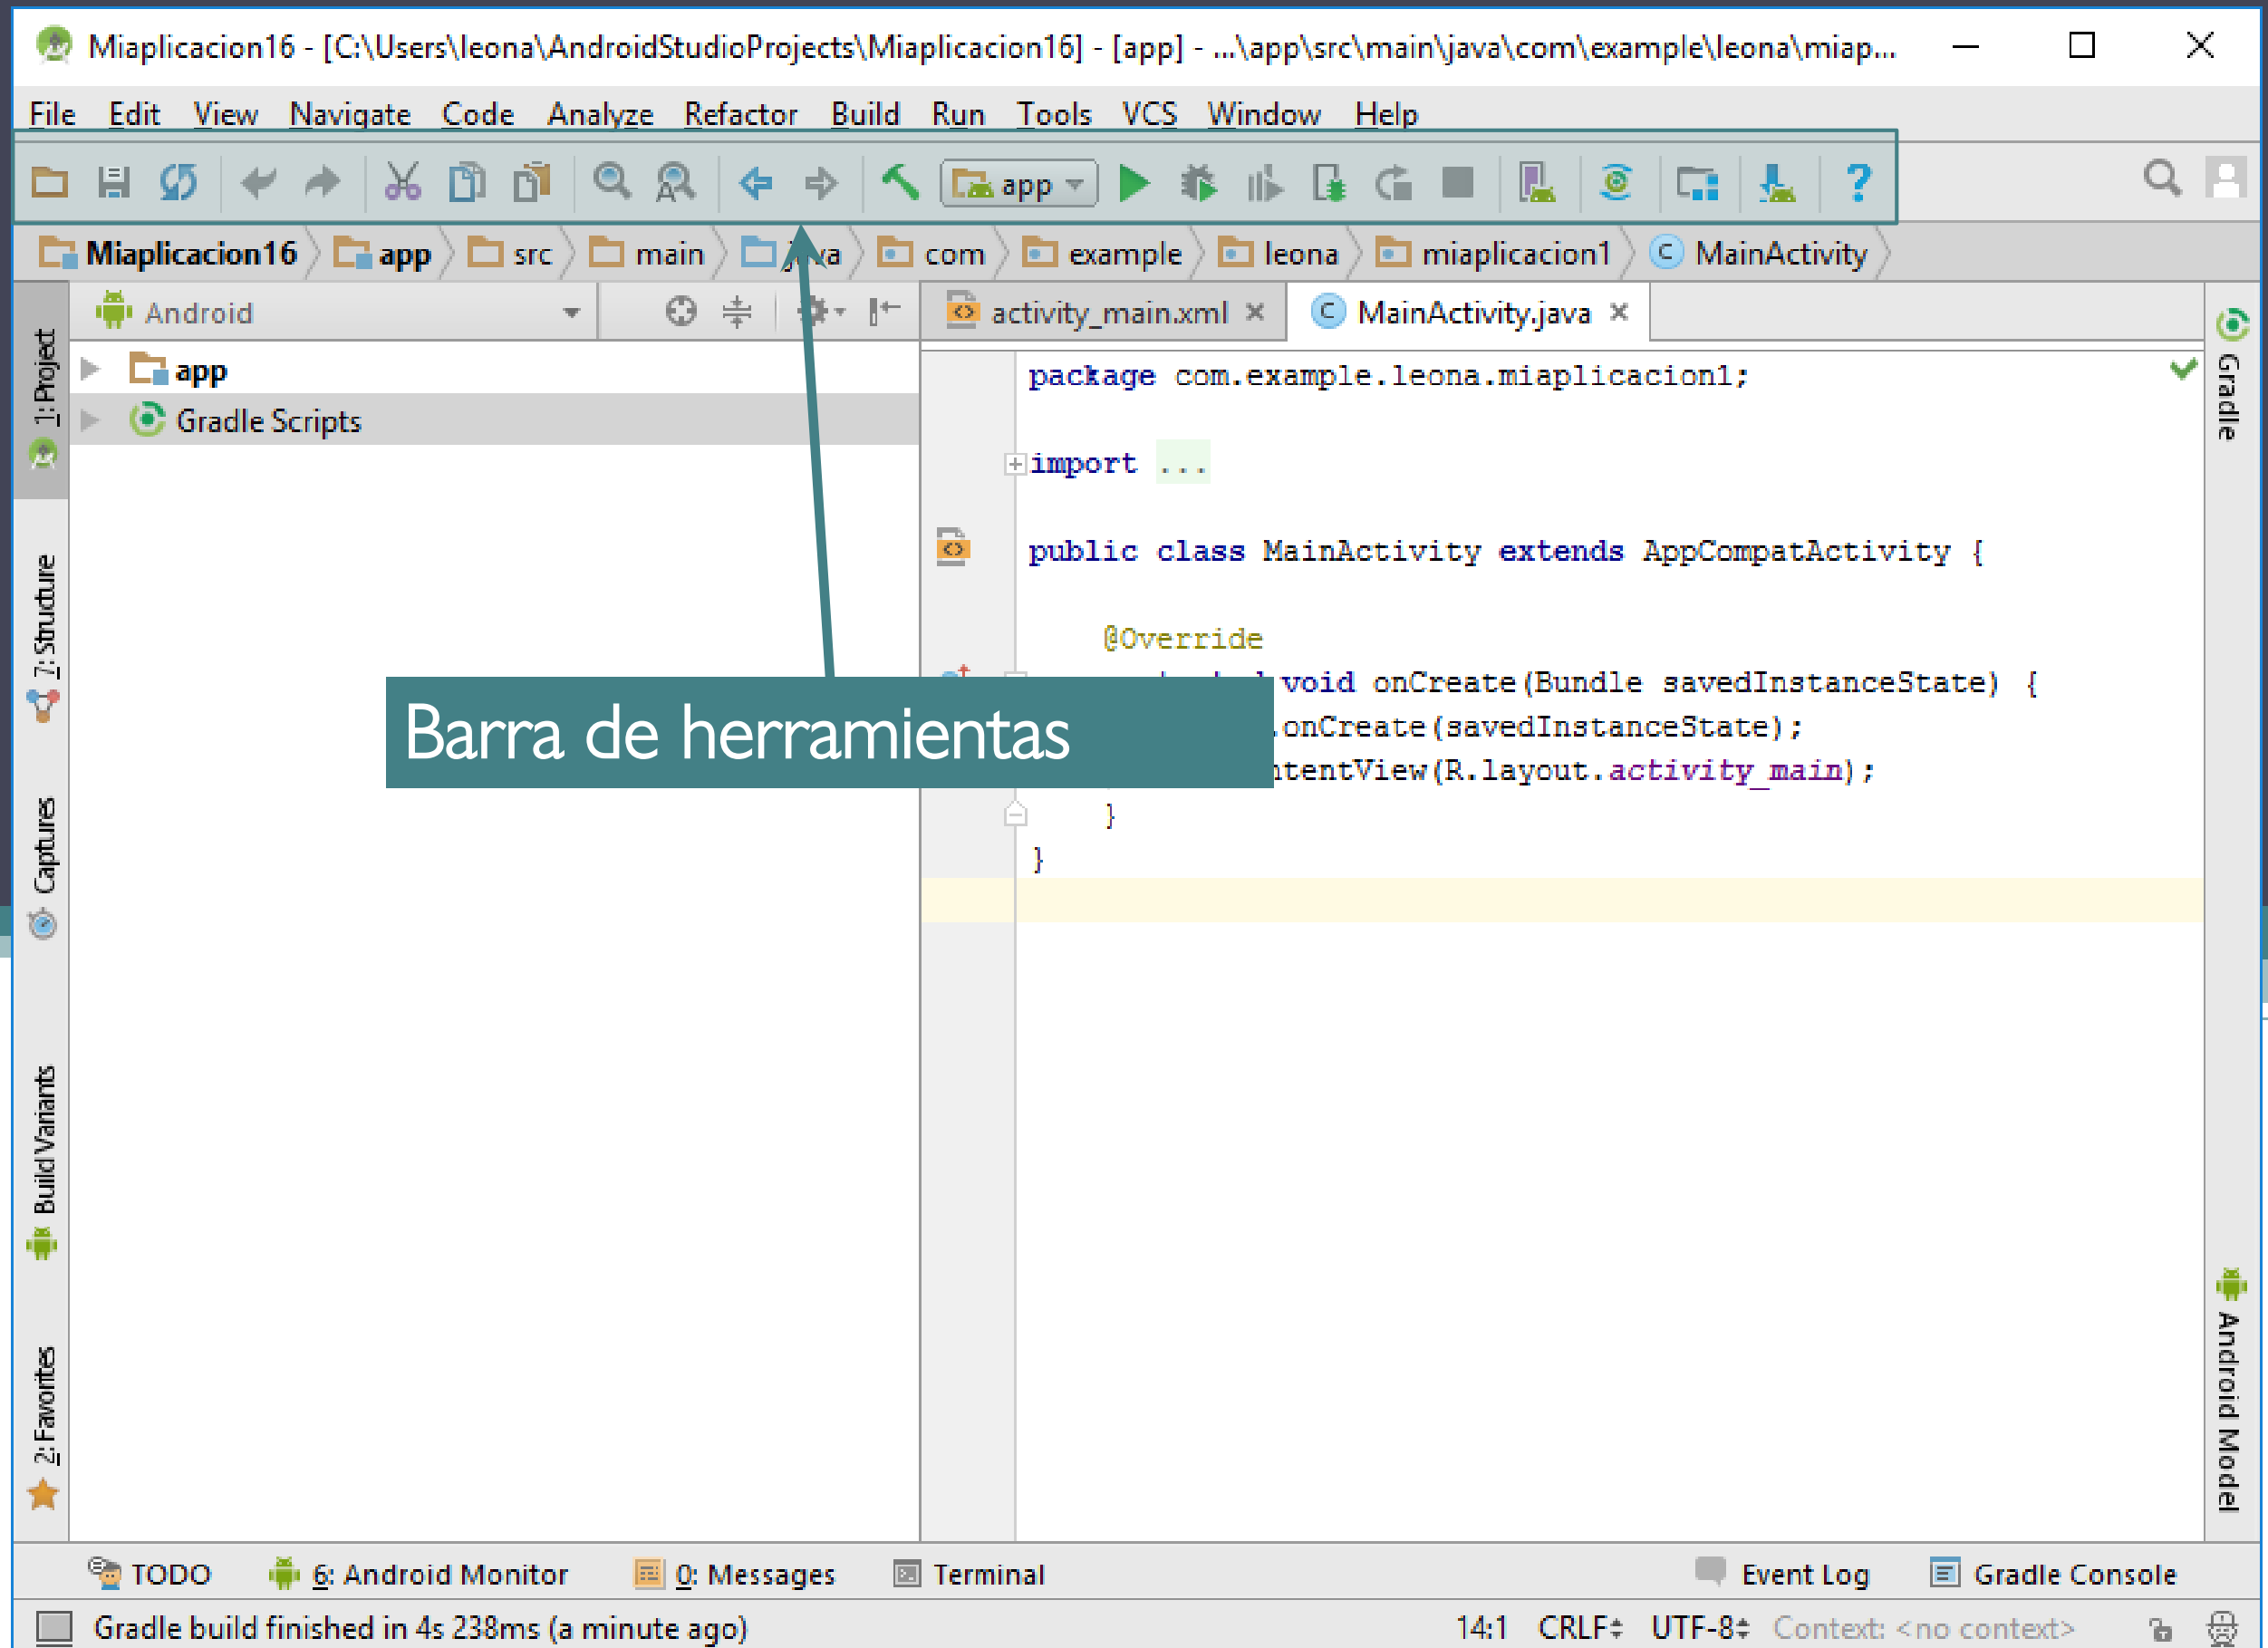 Miaplicacion16 - [C:\Users\leona\AndroidStudioProjects\Miaplicacion16] - [app] - ...\app\src\main\java\com\example\leona\miap...
File Edit View Navigate Code Analyze Refactor Build Run Tools VCS Window Help
app
Miaplicacion16 app src main java com example leona miaplicacion1 MainActivity
Android
activity_main.xml MainActivity.java
1: Project
7: Structure
Captures
Build Variants
2: Favorites
app
Gradle Scripts
package com.example.leona.miaplicacion1;
import ...
public class MainActivity extends AppCompatActivity {
@Override
void onCreate(Bundle savedInstanceState) {
.onCreate(savedInstanceState);
ntentView(R.layout.activity_main);
}
}
Barra de herramientas
Gradle
Android Model
TODO 6: Android Monitor 0: Messages Terminal Event Log Gradle Console
Gradle build finished in 4s 238ms (a minute ago) 14:1 CRLF UTF-8 Context: <no context>